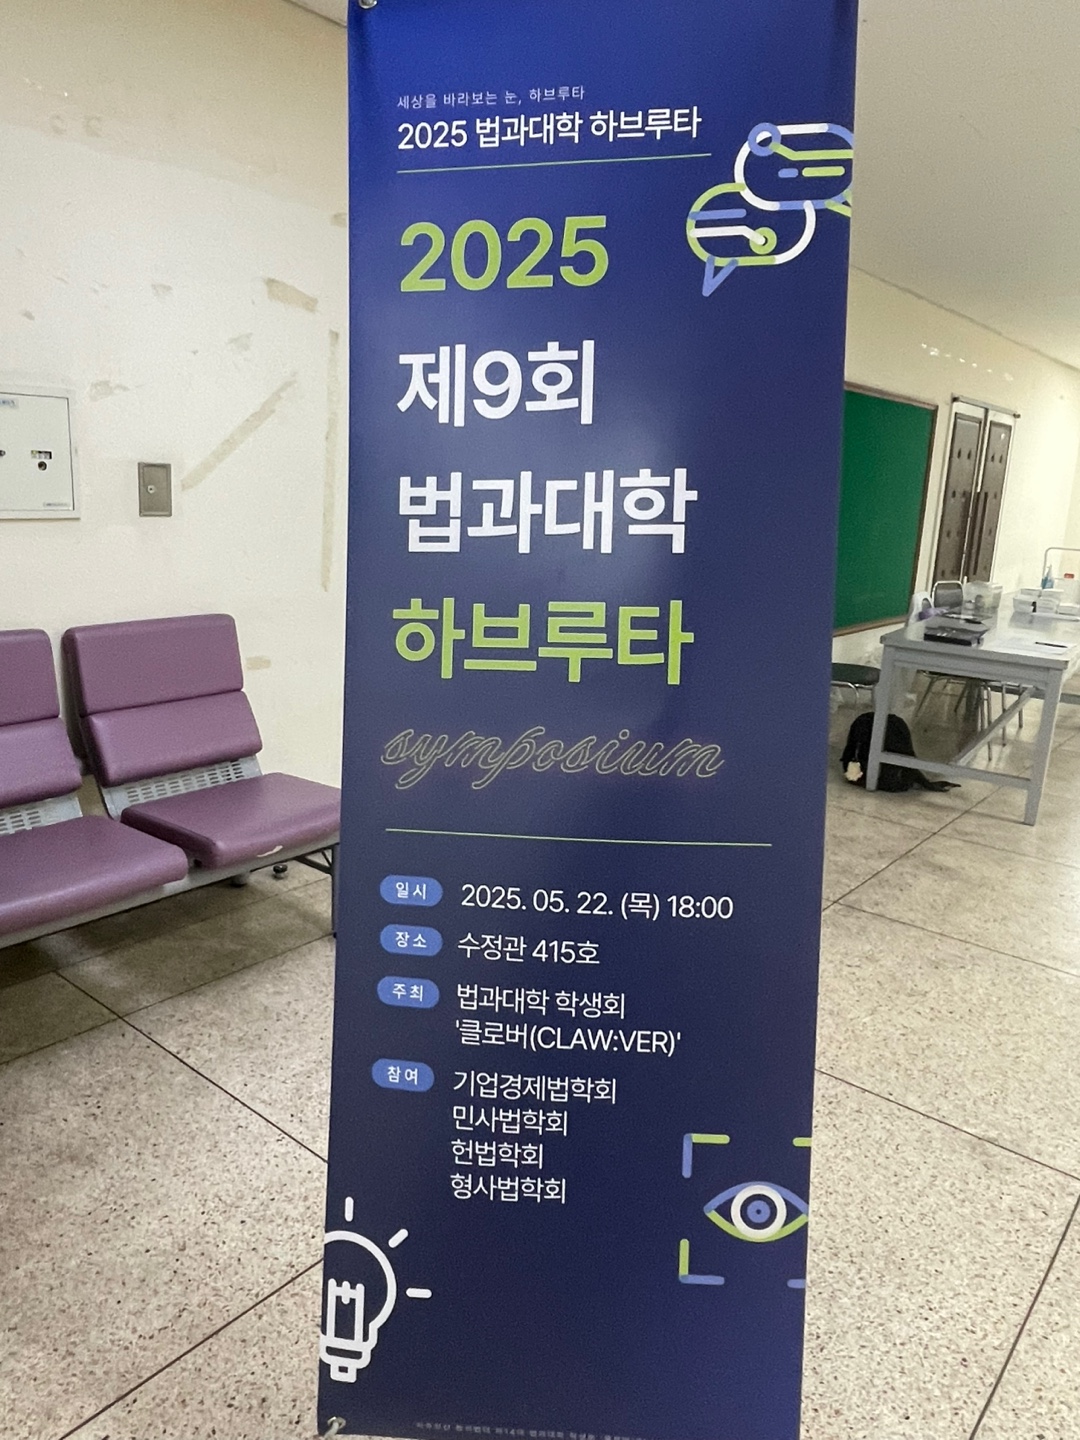 세상을 바라보는 눈, 하브루타
2025 법과대학 하브루타
2025
제9회
법과대학
하브루타
symposium
일시 2025. 05. 22. (목) 18:00
장소 수정관 415호
주최 법과대학 학생회
'클로버(CLAW:VER)'
참여 기업경제법학회
민사법학회
헌법학회
형사법학회